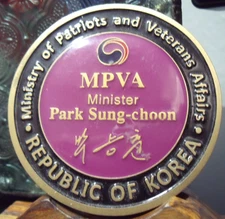 Ministry of Patriots and Veterans Affairs
MPVA
Minister
Park Sung-choon
REPUBLIC OF KOREA